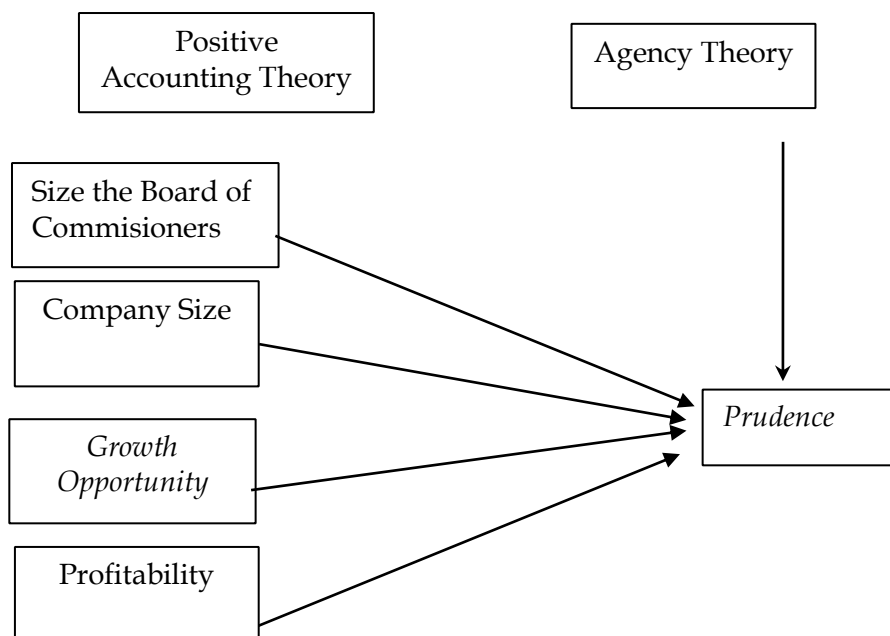 Positive
Accounting Theory
Agency Theory
Size the Board of
Commisioners
Company Size
Growth
Opportunity
Profitability
Prudence